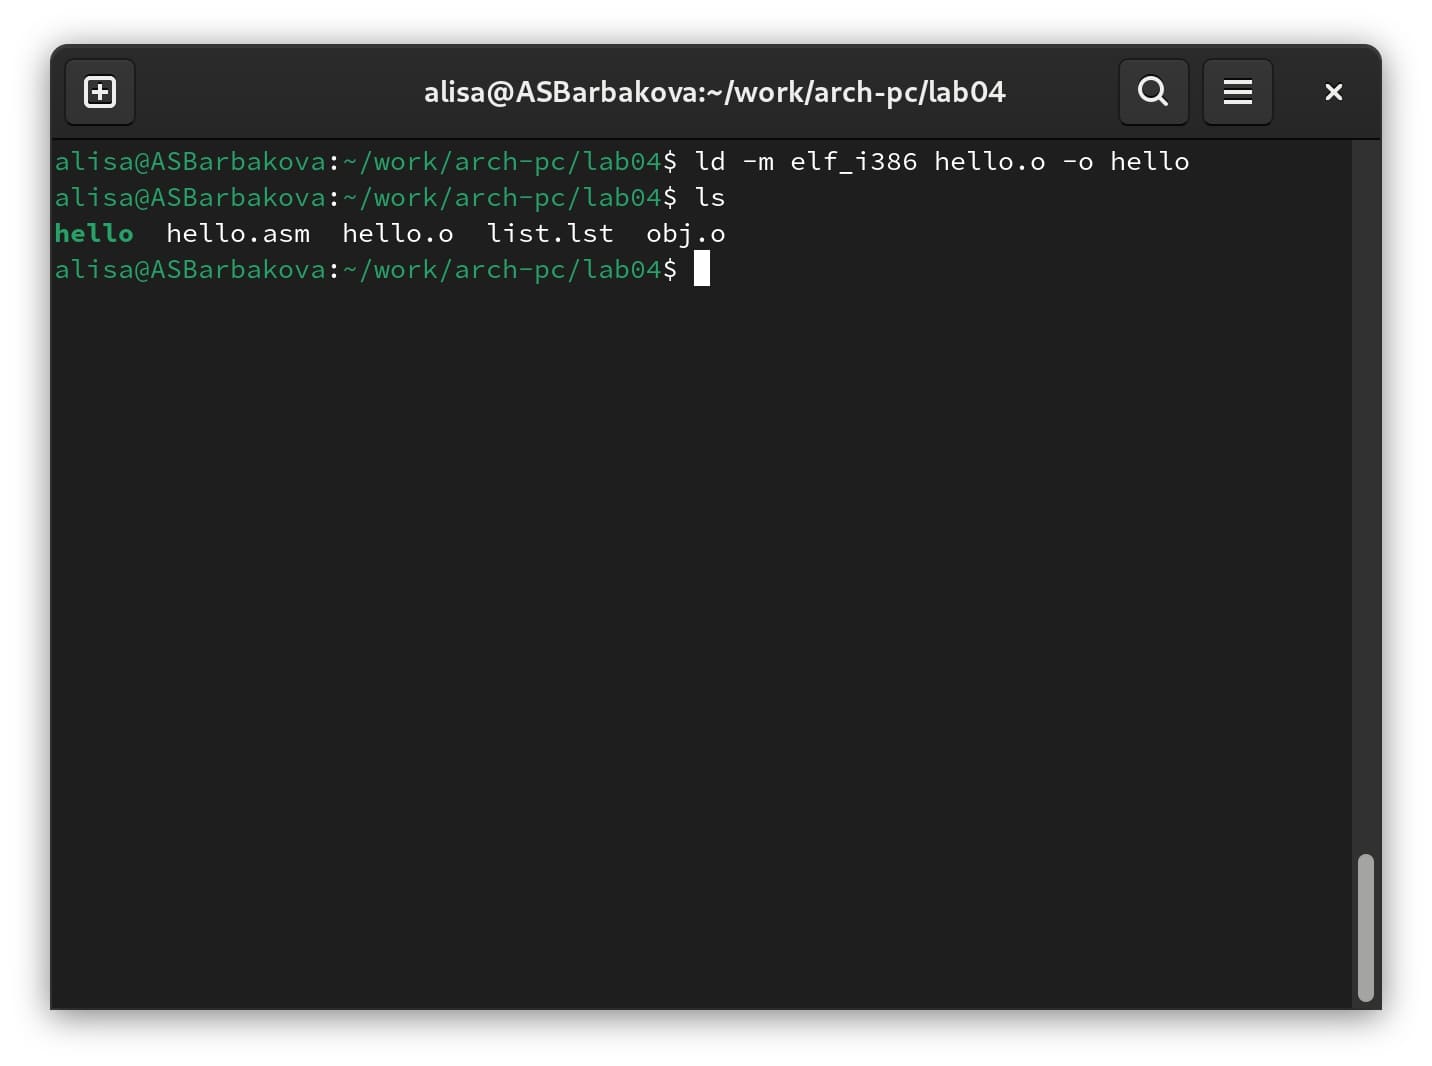 alisa@ASBarbakova:~/work/arch-pc/lab04
alisa@ASBarbakova:~/work/arch-pc/lab04$ ld -m elf_i386 hello.o -o hello
alisa@ASBarbakova:~/work/arch-pc/lab04$ ls
hello  hello.asm  hello.o  list.lst  obj.o
alisa@ASBarbakova:~/work/arch-pc/lab04$